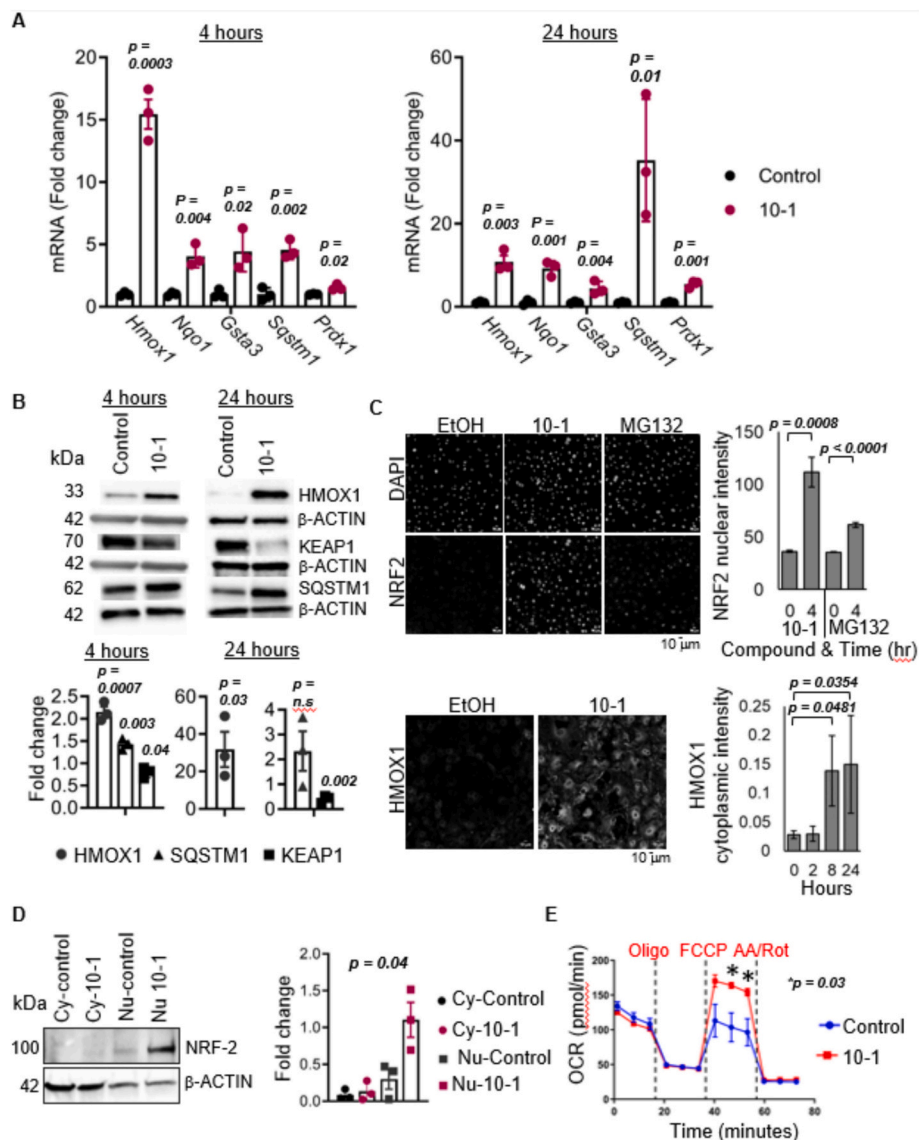 A
4 hours
24 hours
mRNA (Fold change)
20
15
10
5
0
p =
0.0003
P =
0.004
p =
0.02
p =
0.002
p =
0.02
Hmox1
Nqo1
Gsta3
Sqstm1
Prdx1
mRNA (Fold change)
60
40
20
0
p =
0.003
p =
0.001
p =
0.004
p =
0.01
p =
0.001
Hmox1
Nqo1
Gsta3
Sqstm1
Prdx1
Control
10-1
B
4 hours
24 hours
kDa
Control
10-1
Control
10-1
33
HMOX1
42
β-ACTIN
70
KEAP1
42
β-ACTIN
62
SQSTM1
42
β-ACTIN
4 hours
24 hours
Fold change
2.5
2.0
1.5
1.0
0.5
0.0
p =
0.0007
0.003
0.04
60
40
20
0
p =
0.03
4
3
2
1
0
p =
n.s
0.002
HMOX1
SQSTM1
KEAP1
C
EtOH
10-1
MG132
DAPI
NRF2
10 μm
NRF2 nuclear intensity
150
100
50
0
p = 0.0008
p < 0.0001
0
4
0
4
10-1
MG132
Compound & Time (hr)
EtOH
10-1
HMOX1
10 μm
HMOX1
cytoplasmic intensity
0.25
0.2
0.15
0.1
0.05
0
p = 0.0354
p = 0.0481
0 2 8 24
Hours
D
kDa
Cy-control
Cy-10-1
Nu-control
Nu 10-1
100
NRF-2
42
β-ACTIN
Fold change
1.5
1.0
0.5
0.0
p = 0.04
Cy-Control
Cy-10-1
Nu-Control
Nu-10-1
E
Oligo FCCP AA/Rot
OCR (pmol/min)
200
150
100
50
0
*
*
*p = 0.03
Control
10-1
0 20 40 60 80
Time (minutes)